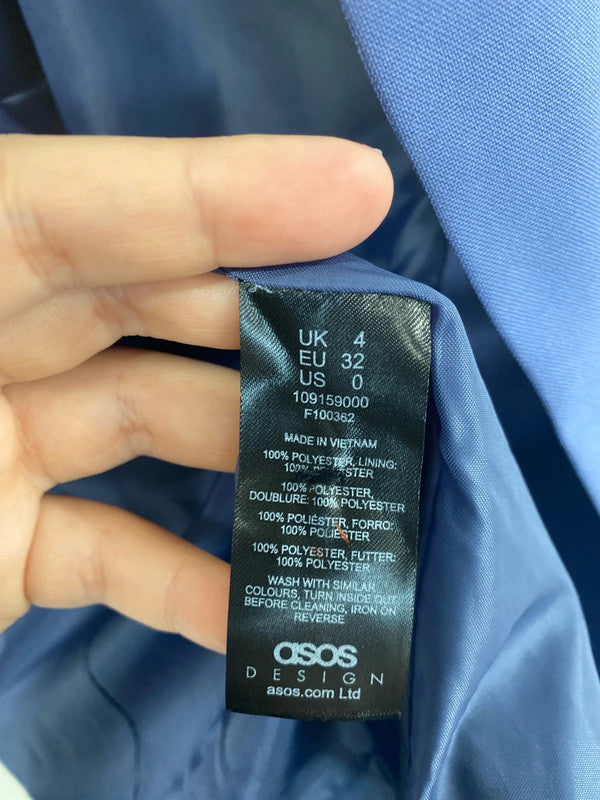 UK 4
EU 32
US 0
109159000
F100362
MADE IN VIETNAM
100% POLYESTER, LINING:
100% POLYESTER
100% POLYESTER,
DOUBLURE: 100% POLYESTER
100% POLIÉSTER, FORRO:
100% POLIÉSTER
100% POLYESTER, FUTTER:
100% POLYESTER
WASH WITH SIMILAR
COLOURS, TURN INSIDE OUT
BEFORE CLEANING, IRON ON
REVERSE
asos
DESIGN
asos.com Ltd